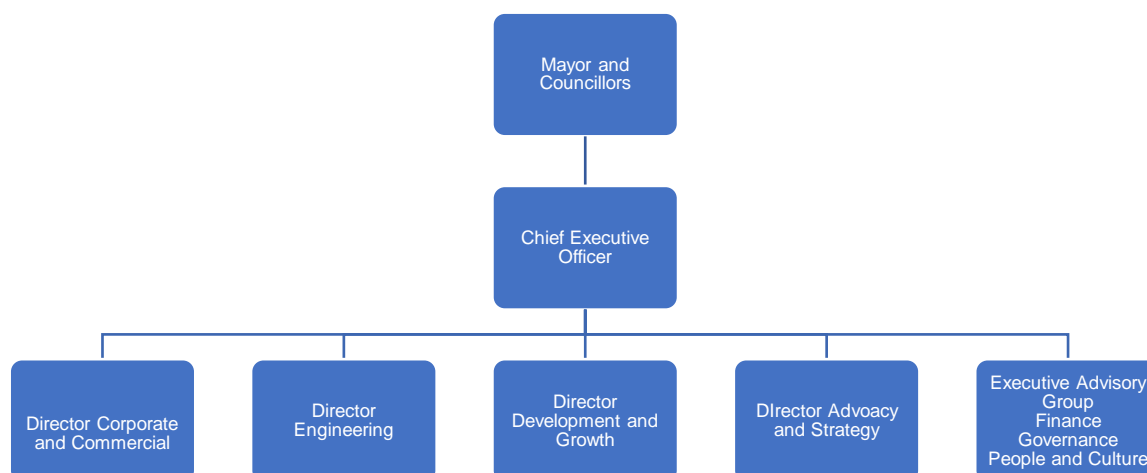 Mayor and
Councillors
Chief Executive
Officer
Director Corporate
and Commercial
Director
Engineering
Director
Development and
Growth
DIrector Advoacy
and Strategy
Executive Advisory
Group
Finance
Governance
People and Culture